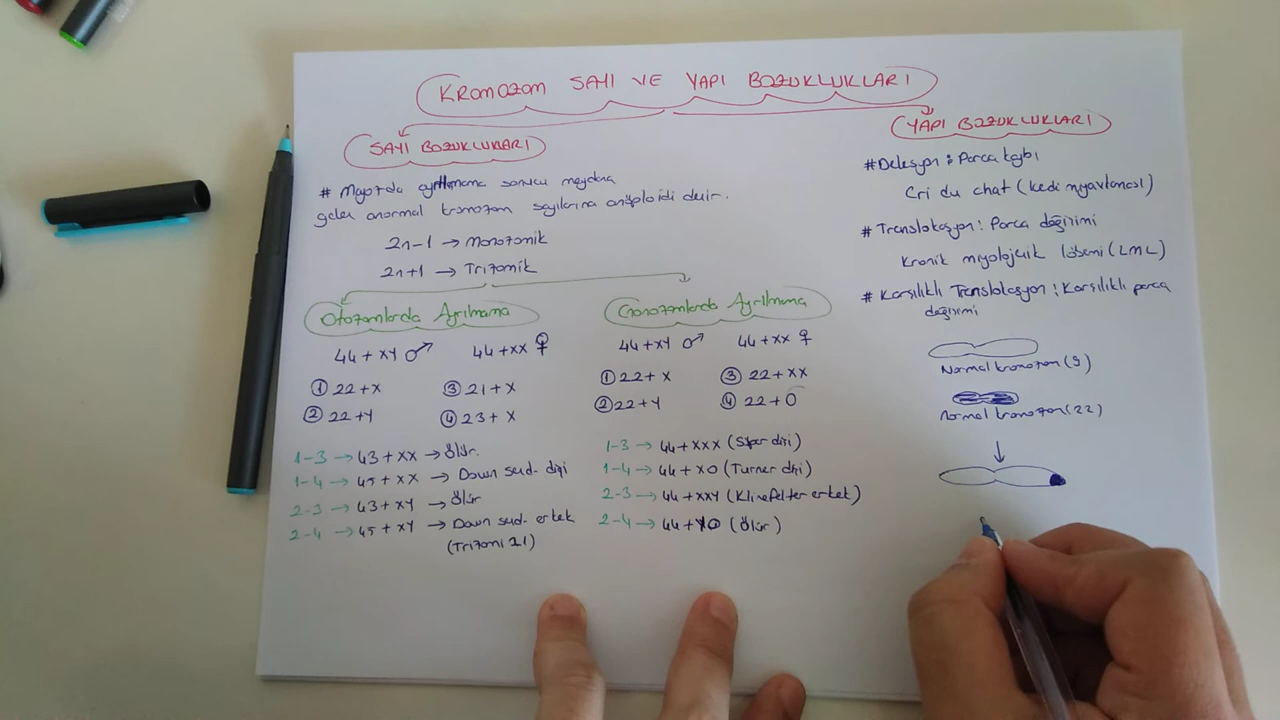 KROMOZOM SAYI VE YAPI BOZUKLUKLARI
SAYI BOZUKLUKLARI
# Mayozda ayrılmama sonucu meydana
gelen anormal kromozom sayılarına anöploidi denir.
2n-1 → Monozomik
2n+1 → Trizomik
Otozomlarda Ayrılmama
44+XY ♂ 44+XX ♀
① 22+X ③ 21+X
② 22+Y ④ 23+X
1-3 → 43+XX → Ölür.
1-4 → 45+XX → Down send. dişi
2-3 → 43+XY → Ölür
2-4 → 45+XY → Down send. erkek
(Trizomi 21)
Gonozomlarda Ayrılmama
44+XY ♂ 44+XX ♀
① 22+X ③ 22+XX
② 22+Y ④ 22+O
1-3 → 44+XXX (Süper dişi)
1-4 → 44+XO (Turner dişi)
2-3 → 44+XXY (Klinefelter erkek)
2-4 → 44+YO (Ölür)
YAPI BOZUKLUKLARI
# Delesyon : Parça kaybı
Cri du chat (kedi miyavlaması)
# Translokasyon : Parça değişimi
Kronik miyolojenik lösemi (LML)
# Karşılıklı Translokasyon : Karşılıklı parça
değişimi
Normal kromozom (9)
Normal kromozom (22)